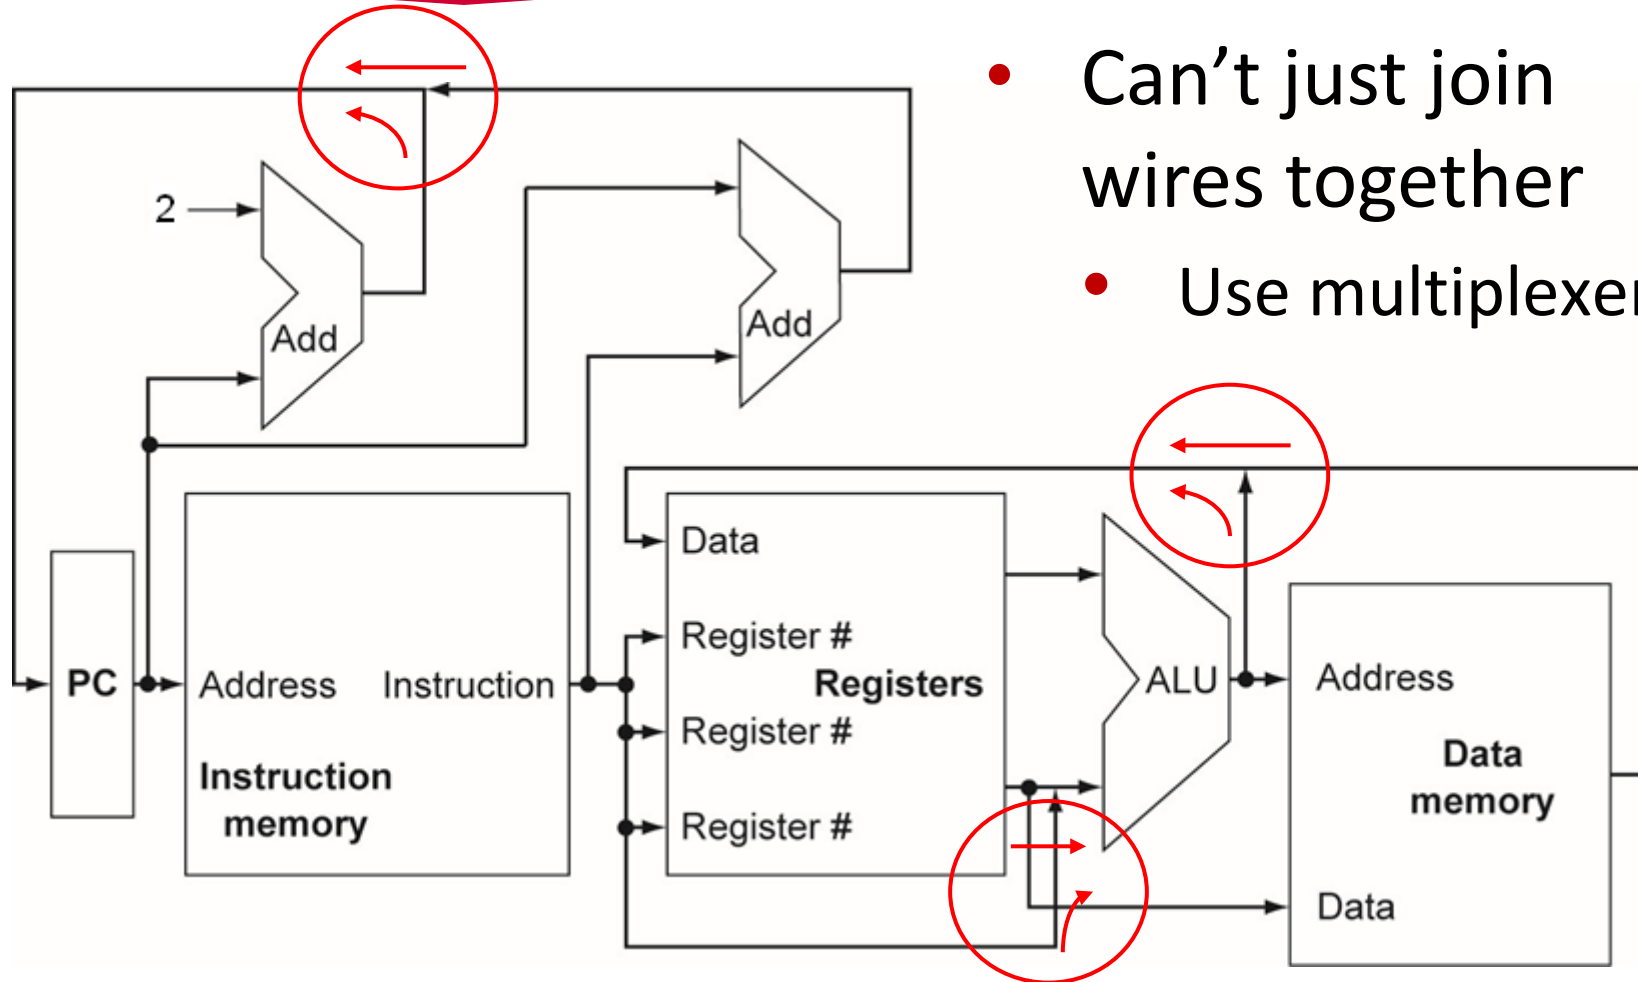 • Can't just join
wires together
• Use multiplexer
2
Add
Add
Data
Register #
Register #
Register #
Registers
PC
Address
Instruction
Instruction
memory
ALU
Address
Data
memory
Data